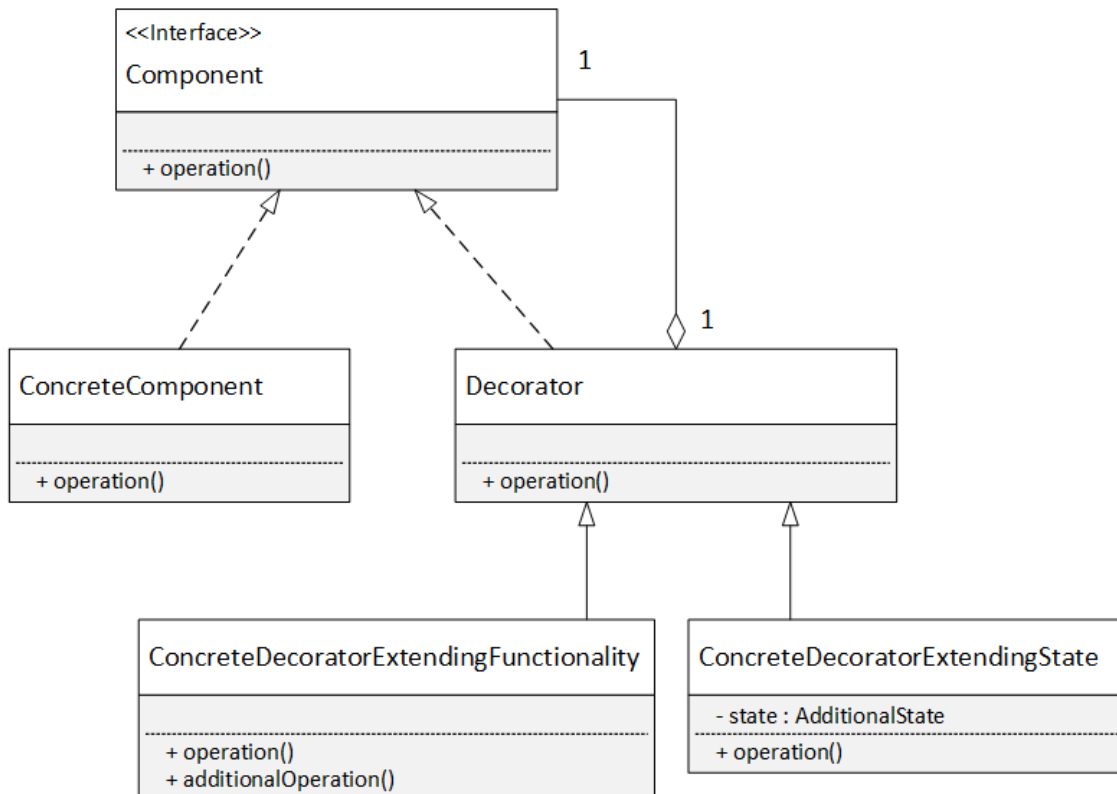 <<Interface>>
Component
+ operation()
1
1
ConcreteComponent
+ operation()
Decorator
+ operation()
ConcreteDecoratorExtendingFunctionality
+ operation()
+ additionalOperation()
ConcreteDecoratorExtendingState
- state : AdditionalState
+ operation()